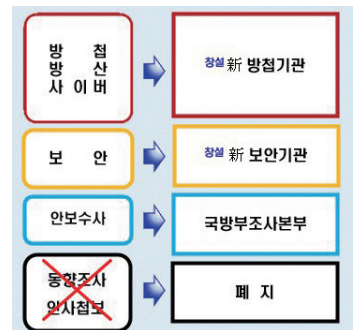 방 첩
방 산
사 이 버
창설 新 방첩기관
보 안
창설 新 보안기관
안보수사
국방부조사본부
동향조사
인사첩보
폐 지